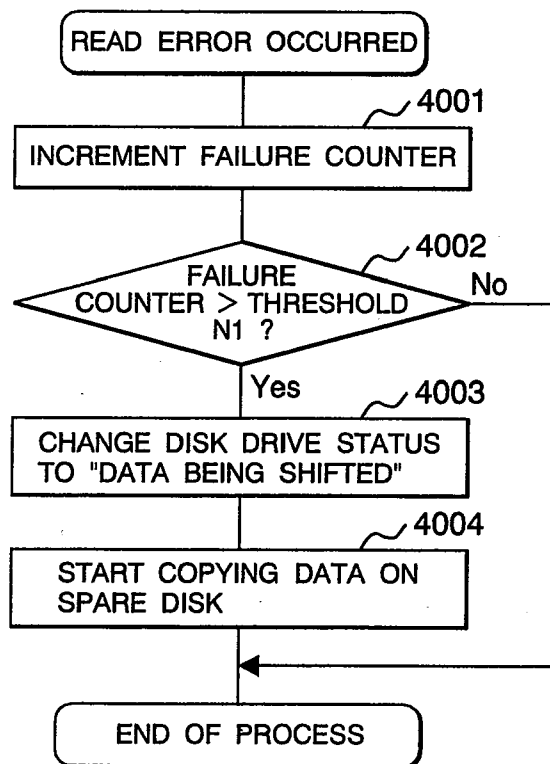 READ ERROR OCCURRED
4001
INCREMENT FAILURE COUNTER
4002
FAILURE
COUNTER > THRESHOLD
N1 ?
No
Yes
4003
CHANGE DISK DRIVE STATUS
TO "DATA BEING SHIFTED"
4004
START COPYING DATA ON
SPARE DISK
END OF PROCESS